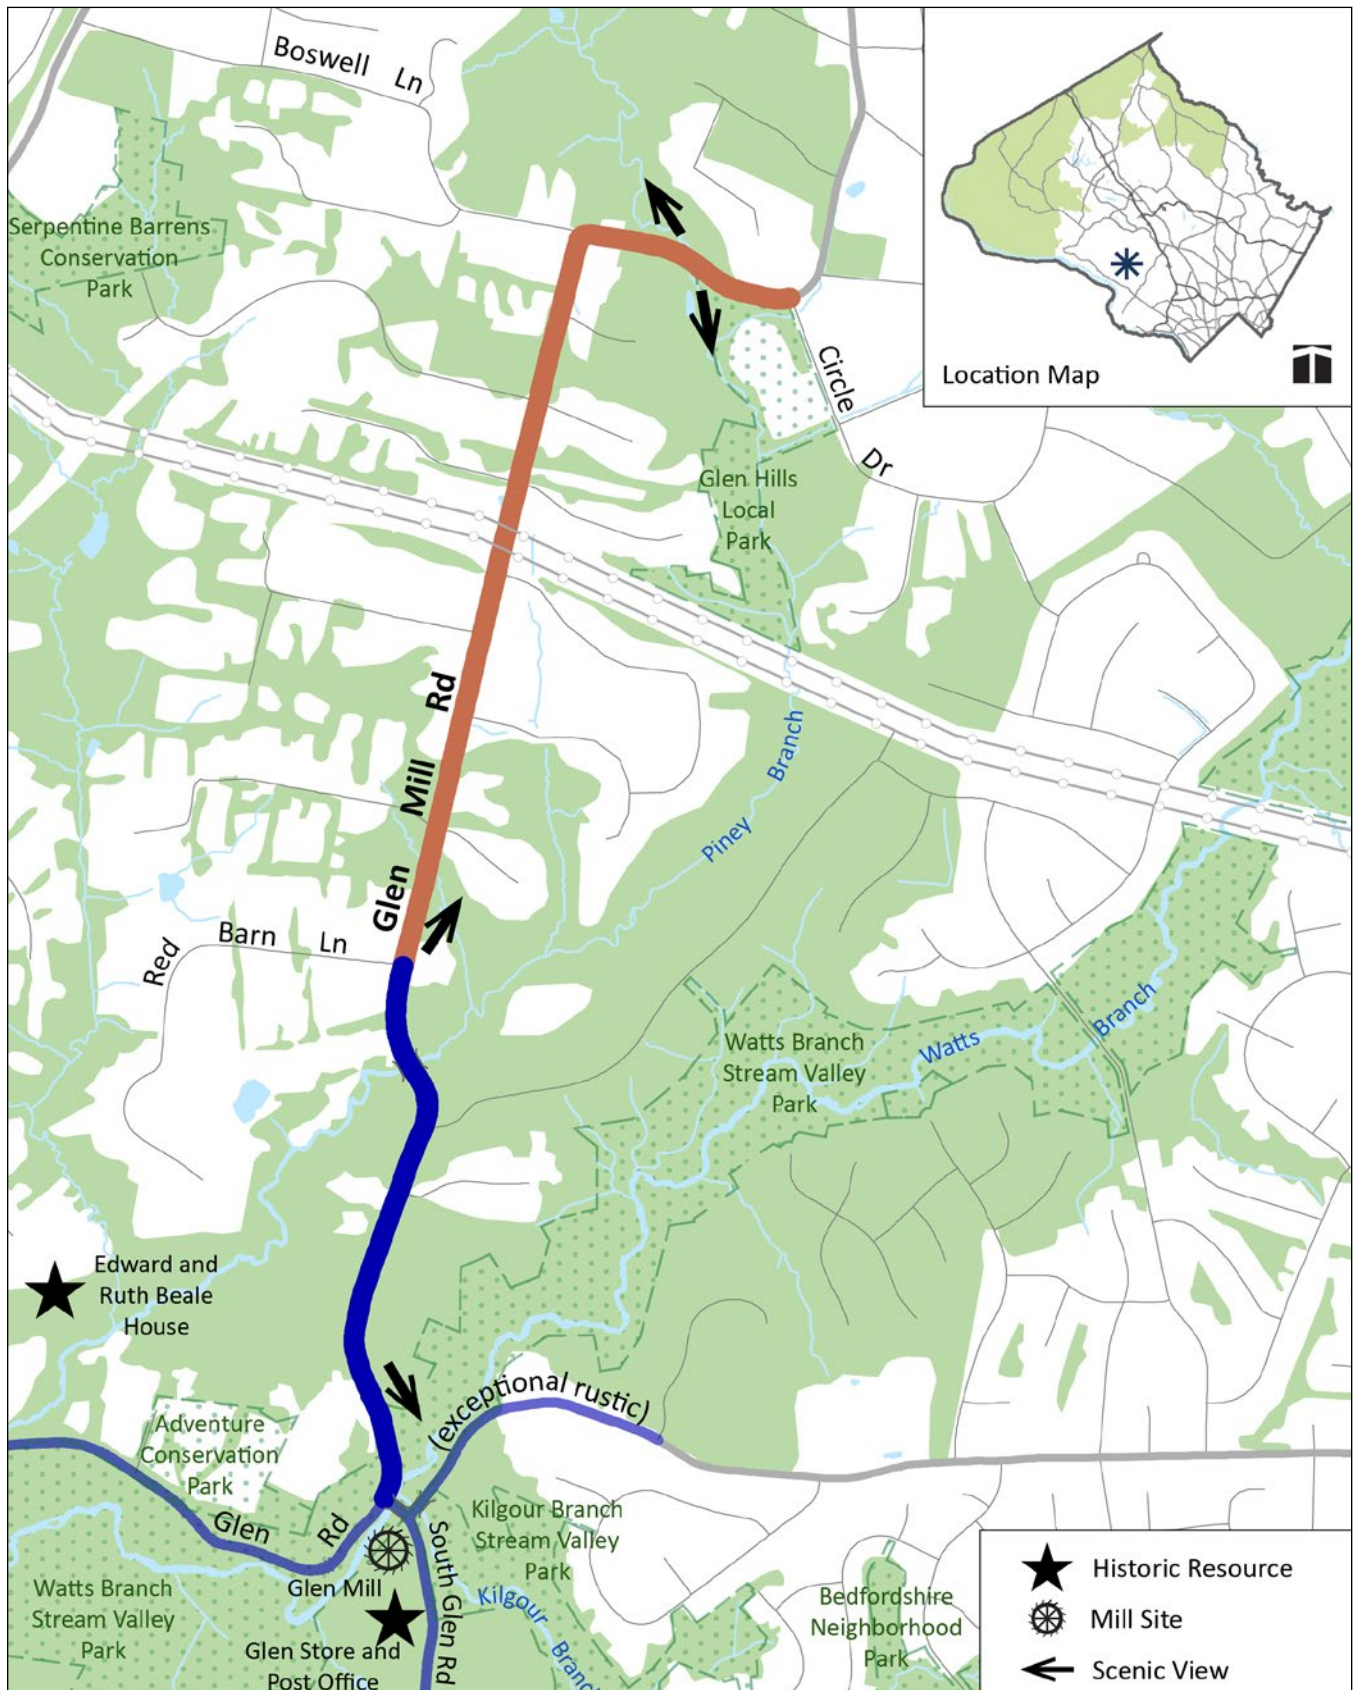 Boswell Ln
Serpentine Barrens
Conservation
Park
Location Map
Circle
Dr
Glen Hills
Local
Park
Glen Mill Rd
Piney Branch
Red Barn Ln
Watts Branch
Stream Valley
Park
Watts Branch
Edward and
Ruth Beale
House
(exceptional rustic)
Adventure
Conservation
Park
Glen Rd
Kilgour Branch
Stream Valley
Park
South Glen Rd
Glen Mill
Kilgour Branch
Watts Branch
Stream Valley
Park
Glen Store and
Post Office
Bedfordshire
Neighborhood
Park
Historic Resource
Mill Site
Scenic View